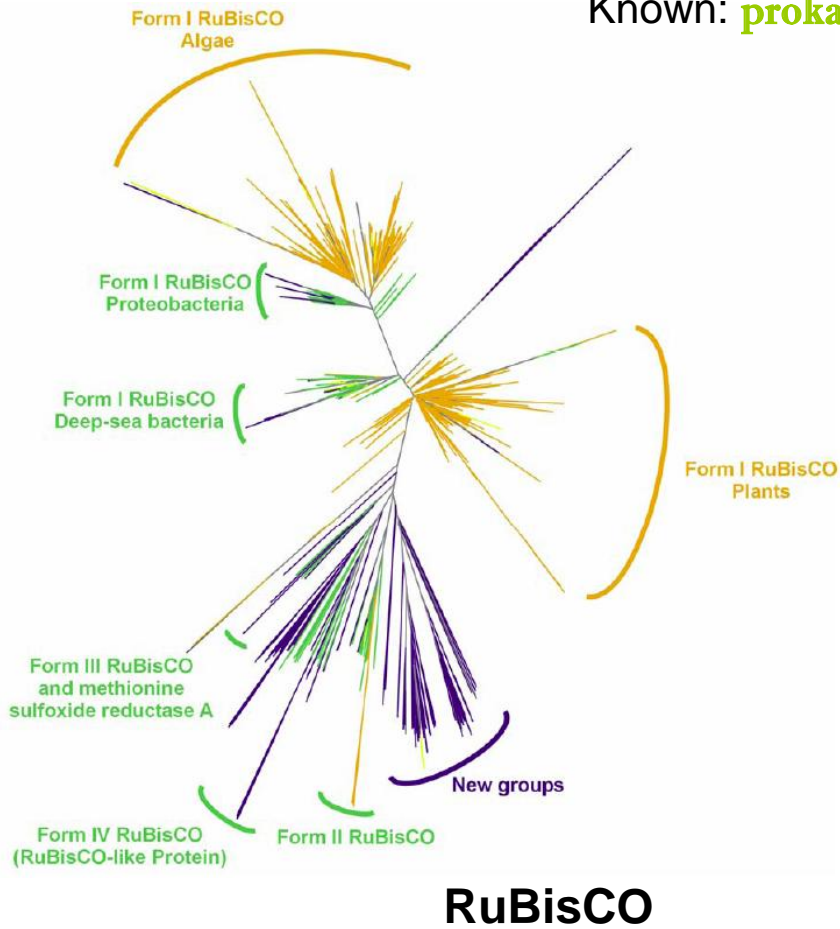 Known: proka
Form I RuBisCO
Algae
Form I RuBisCO
Proteobacteria
Form I RuBisCO
Deep-sea bacteria
Form I RuBisCO
Plants
Form III RuBisCO
and methionine
sulfoxide reductase A
New groups
Form IV RuBisCO
(RuBisCO-like Protein)
Form II RuBisCO
RuBisCO